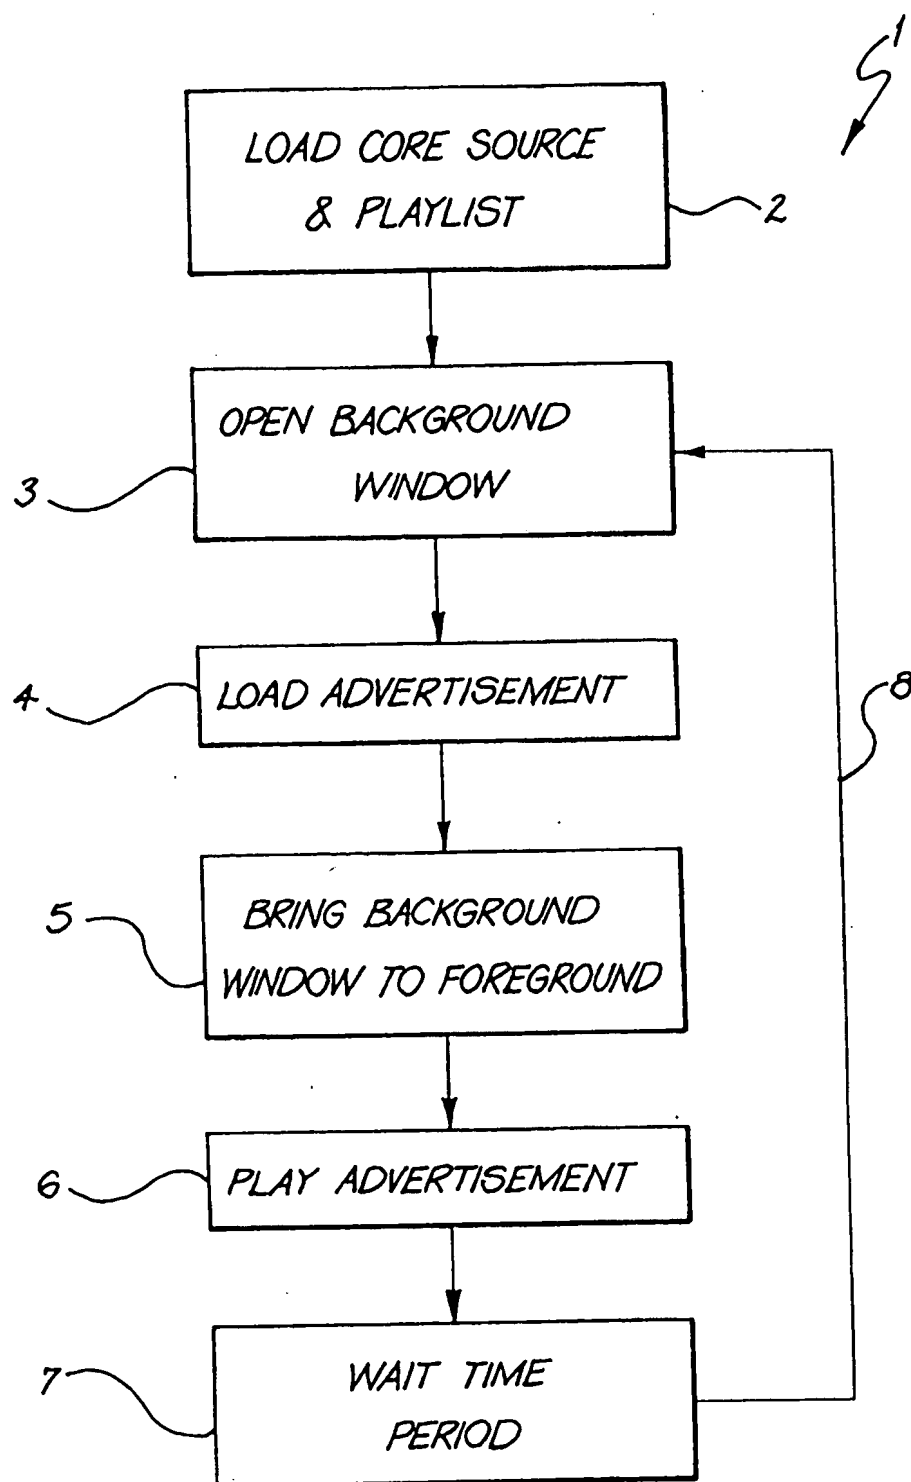 1
LOAD CORE SOURCE
& PLAYLIST
2
OPEN BACKGROUND
WINDOW
3
LOAD ADVERTISEMENT
4
8
BRING BACKGROUND
WINDOW TO FOREGROUND
5
PLAY ADVERTISEMENT
6
WAIT TIME
PERIOD
7